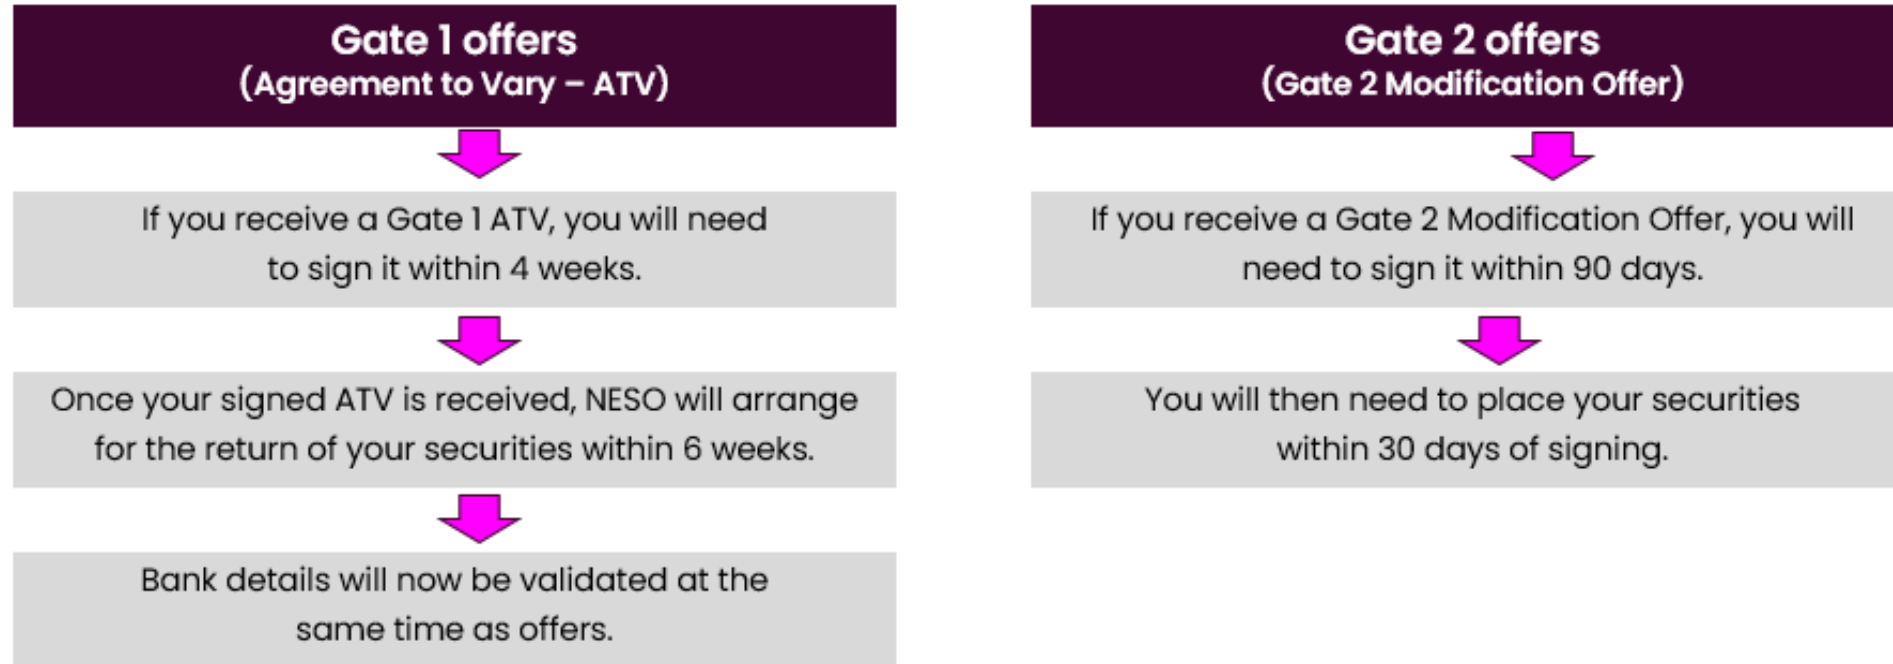 Gate 1 offers
(Agreement to Vary – ATV)
If you receive a Gate 1 ATV, you will need
to sign it within 4 weeks.
Once your signed ATV is received, NESO will arrange
for the return of your securities within 6 weeks.
Bank details will now be validated at the
same time as offers.
Gate 2 offers
(Gate 2 Modification Offer)
If you receive a Gate 2 Modification Offer, you will
need to sign it within 90 days.
You will then need to place your securities
within 30 days of signing.